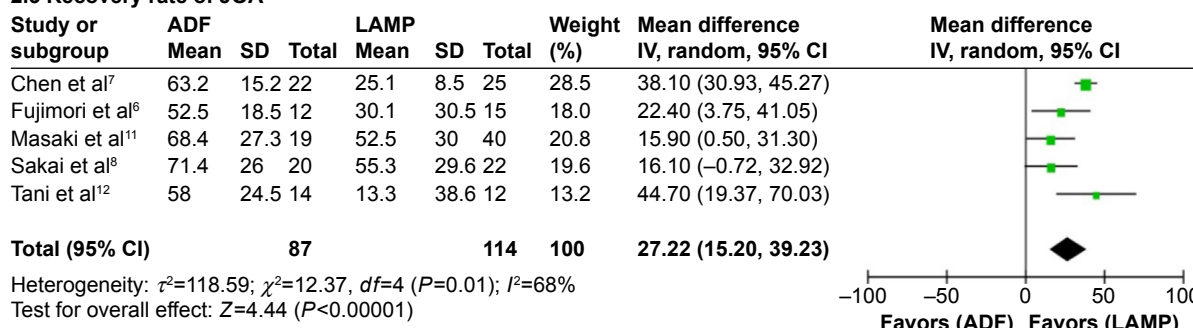 2.3 Recovery rate of JOA
Study or subgroup ADF LAMP Weight (%) Mean difference IV, random, 95% CI Mean difference IV, random, 95% CI
Mean SD Total Mean SD Total
Chen et al⁷ 63.2 15.2 22 25.1 8.5 25 28.5 38.10 (30.93, 45.27)
Fujimori et al⁶ 52.5 18.5 12 30.1 30.5 15 18.0 22.40 (3.75, 41.05)
Masaki et al¹¹ 68.4 27.3 19 52.5 30 40 20.8 15.90 (0.50, 31.30)
Sakai et al⁸ 71.4 26 20 55.3 29.6 22 19.6 16.10 (–0.72, 32.92)
Tani et al¹² 58 24.5 14 13.3 38.6 12 13.2 44.70 (19.37, 70.03)
Total (95% CI) 87 114 100 27.22 (15.20, 39.23)
Heterogeneity: τ²=118.59; χ²=12.37, df=4 (P=0.01); I²=68%
Test for overall effect: Z=4.44 (P<0.00001)
–100 –50 0 50 100
Favors (ADF) Favors (LAMP)